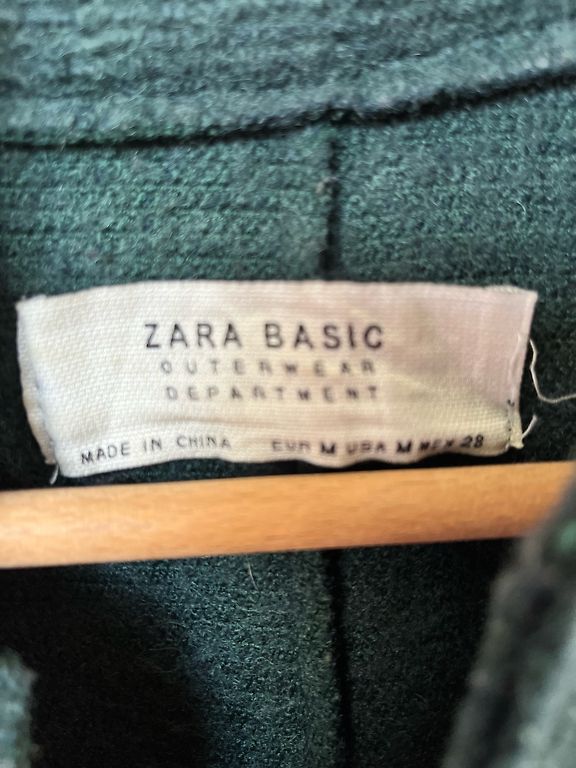 ZARA BASIC
OUTERWEAR
DEPARTMENT
MADE IN CHINA EUR M USA M MEX 28